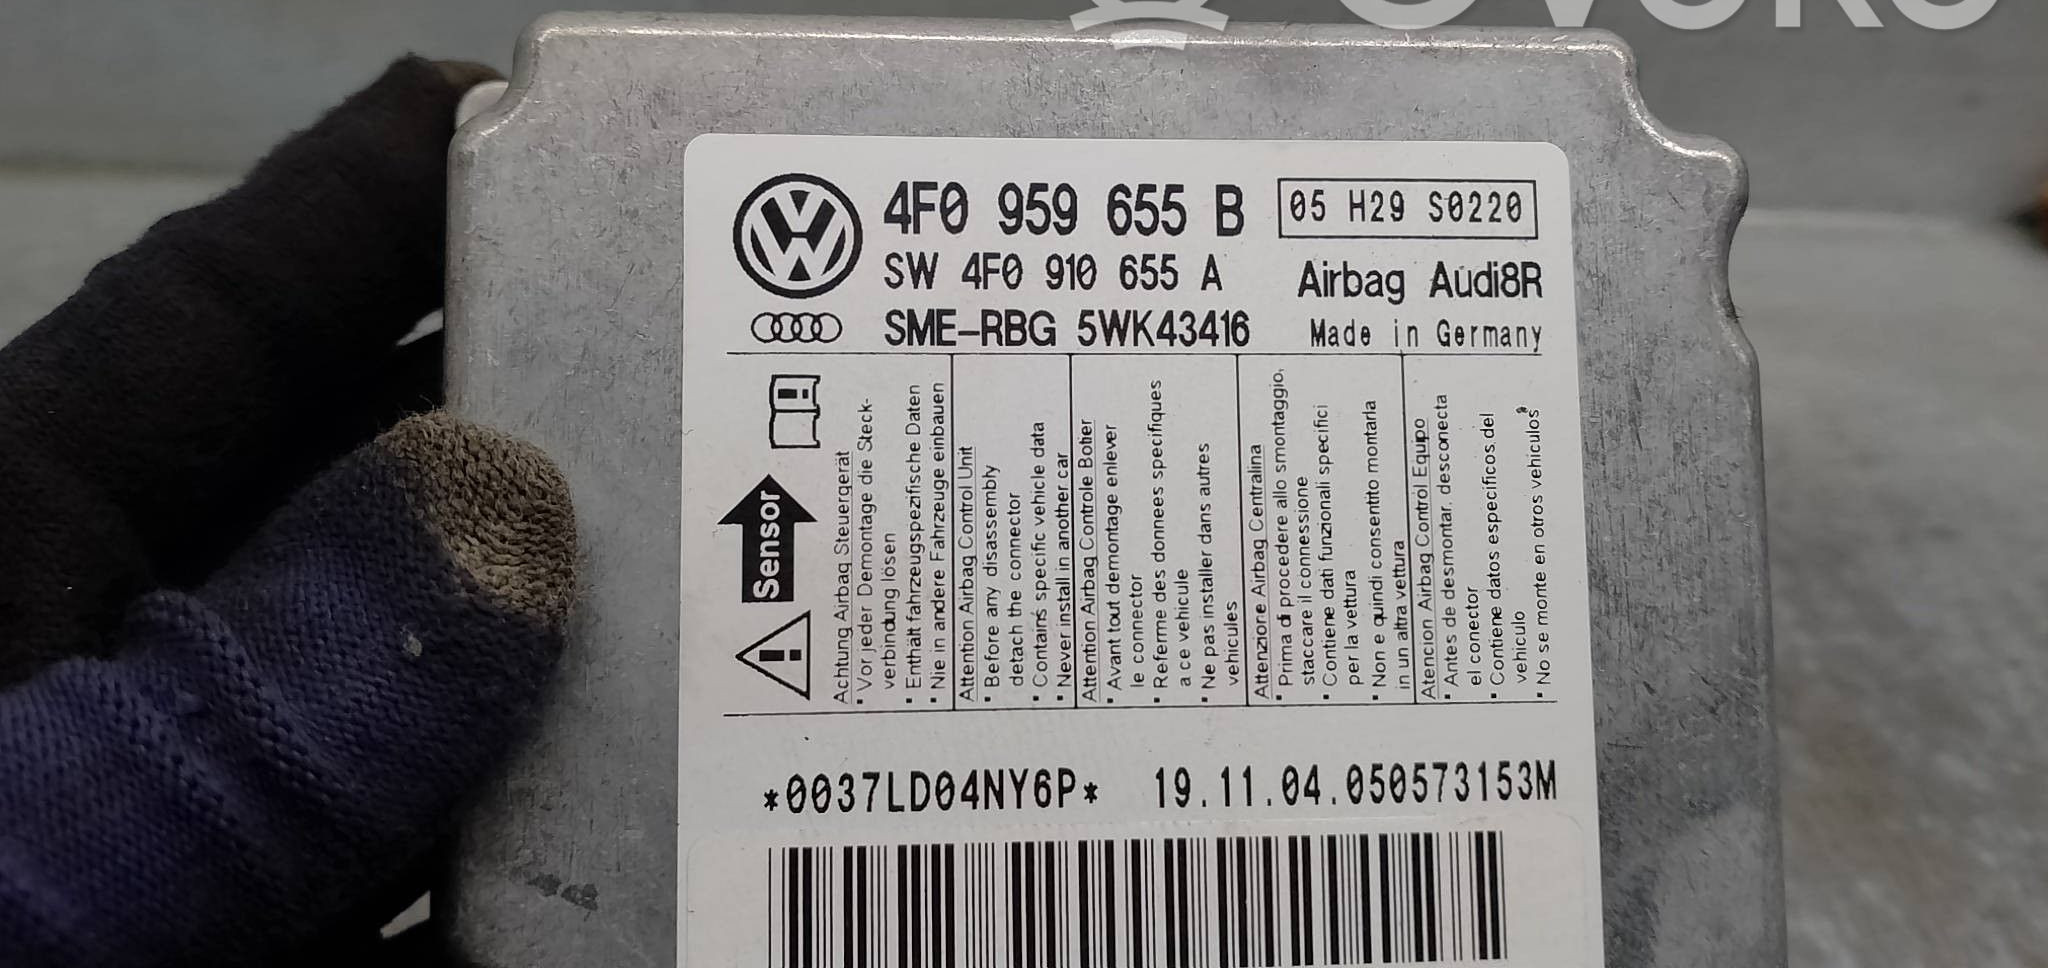 4F0 959 655 B
05 H29 S0220
SW 4F0 910 655 A
Airbag Audi8R
SME-RBG 5WK43416
Made in Germany
Sensor
Achtung Airbag Steuergerät
• Vor jeder Demontage die Steck-
verbindung lösen
• Enthält fahrzeugspezifische Daten
• Nie in andere Fahrzeuge einbauen
Attention Airbag Control Unit
• Before any disassembly
detach the connector
• Contains specific vehicle data
• Never install in another car
Attention Airbag Controle Boitier
• Avant tout demontage enlever
le connector
• Referme des donnees specifiques
a ce vehicule
• Ne pas installer dans autres
vehicules
Attenzione Airbag Centralina
• Prima di procedere allo smontaggio,
staccare il connessione
• Contiene dati funzionali specifici
per la vettura
• Non e quindi consentito montarla
in un altra vettura
Atencion Airbag Control Equipo
• Antes de desmontar, desconecta
el conector
• Contiene datos especificos del
vehiculo
• No se monte en otros vehiculos
*0037LD04NY6P* 19.11.04.050573153M